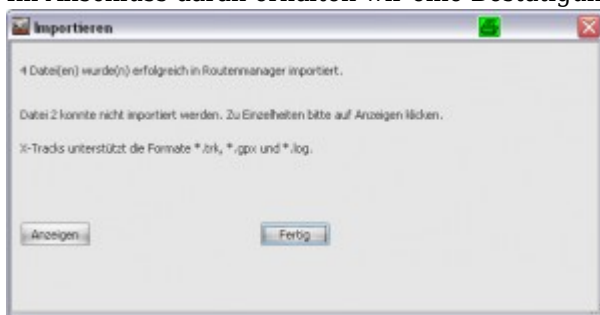 Im Anschluss daran erhalten wir eine Bestätigun
Importieren
4 Datei(en) wurde(n) erfolgreich in Routenmanager importiert.
Datei 2 konnte nicht importiert werden. Zu Einzelheiten bitte auf Anzeigen klicken.
X-Tracks unterstützt die Formate *.trk, *.gpx und *.log.
Anzeigen Fertig